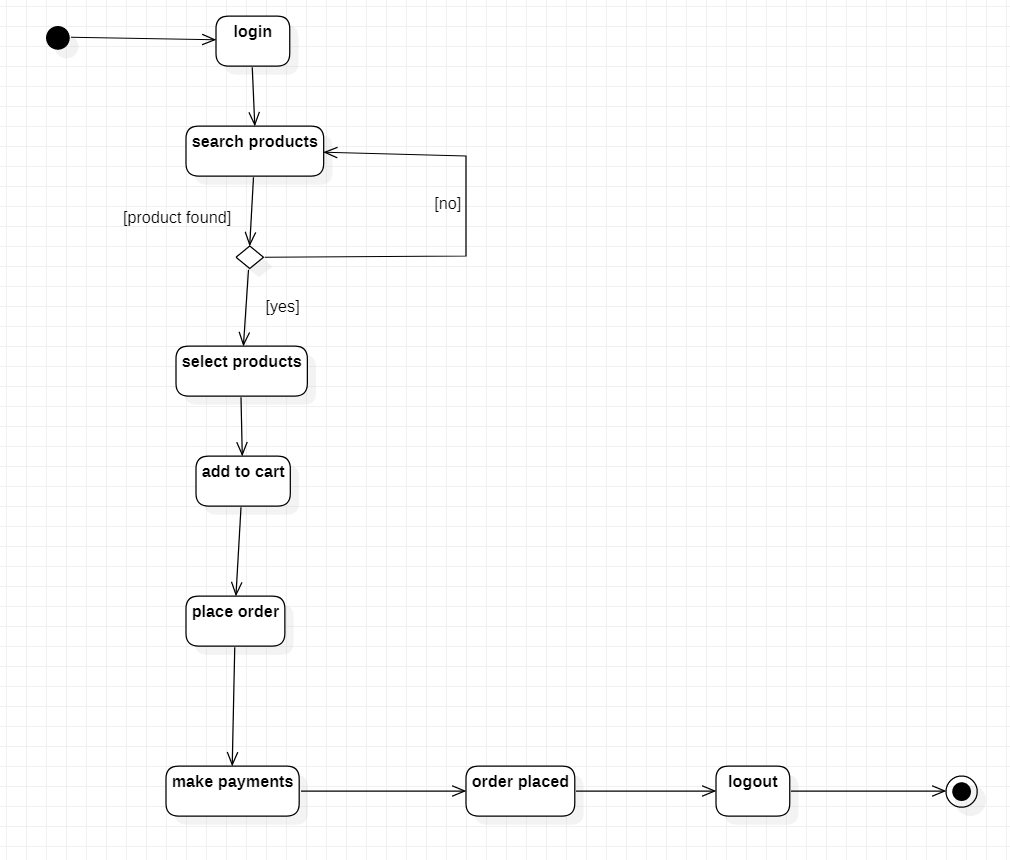 login
search products
[product found]
[no]
[yes]
select products
add to cart
place order
make payments
order placed
logout